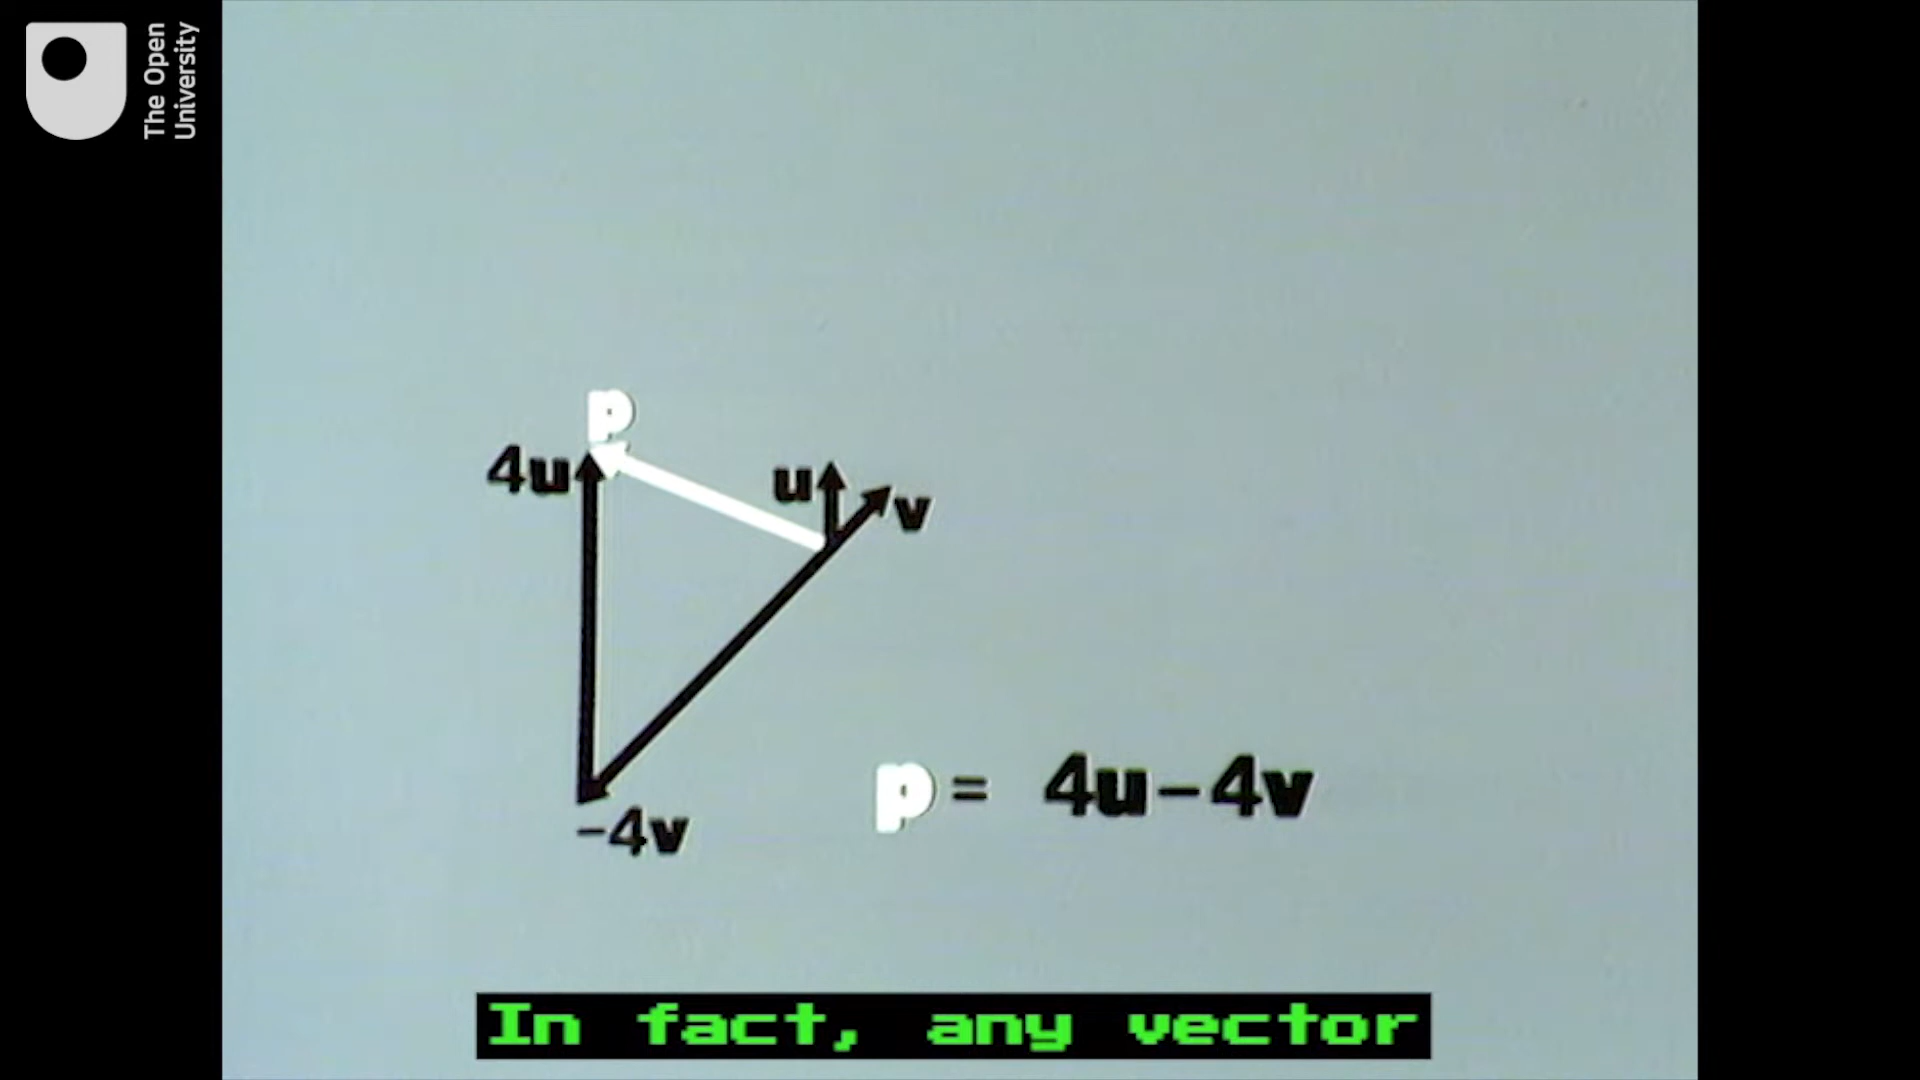 The Open
University
p
4u
u
v
-4v
p = 4u-4v
In fact, any vector